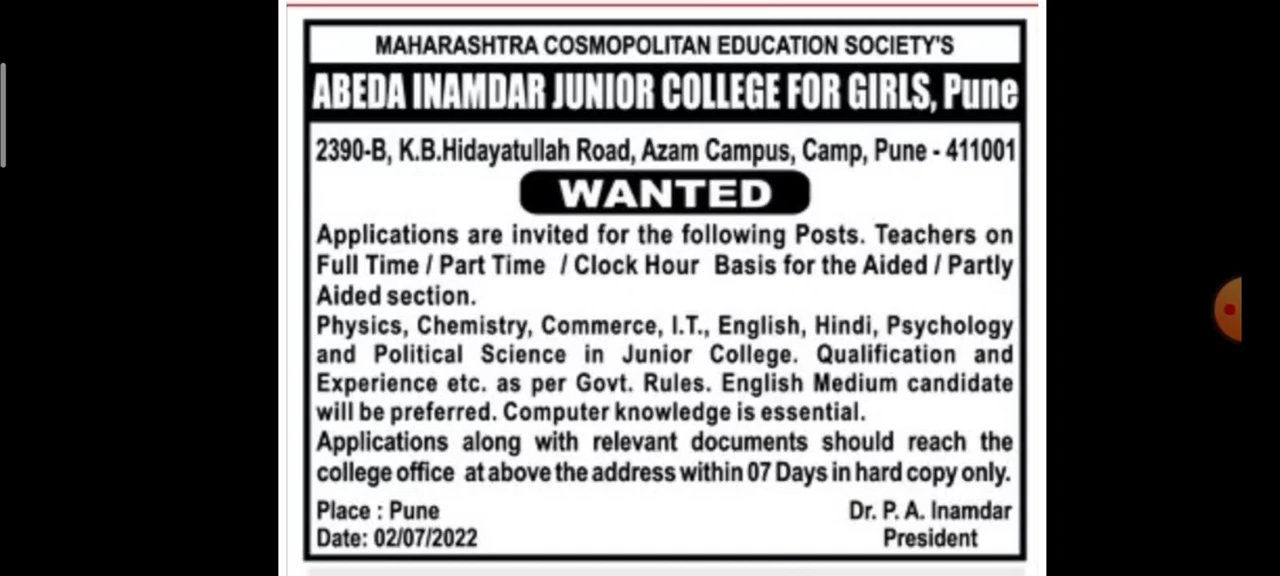 MAHARASHTRA COSMOPOLITAN EDUCATION SOCIETY'S
ABEDA INAMDAR JUNIOR COLLEGE FOR GIRLS, Pune
2390-B, K.B.Hidayatullah Road, Azam Campus, Camp, Pune - 411001
WANTED
Applications are invited for the following Posts. Teachers on
Full Time / Part Time / Clock Hour Basis for the Aided / Partly
Aided section.
Physics, Chemistry, Commerce, I.T., English, Hindi, Psychology
and Political Science in Junior College. Qualification and
Experience etc. as per Govt. Rules. English Medium candidate
will be preferred. Computer knowledge is essential.
Applications along with relevant documents should reach the
college office at above the address within 07 Days in hard copy only.
Place : Pune
Dr. P. A. Inamdar
Date: 02/07/2022
President